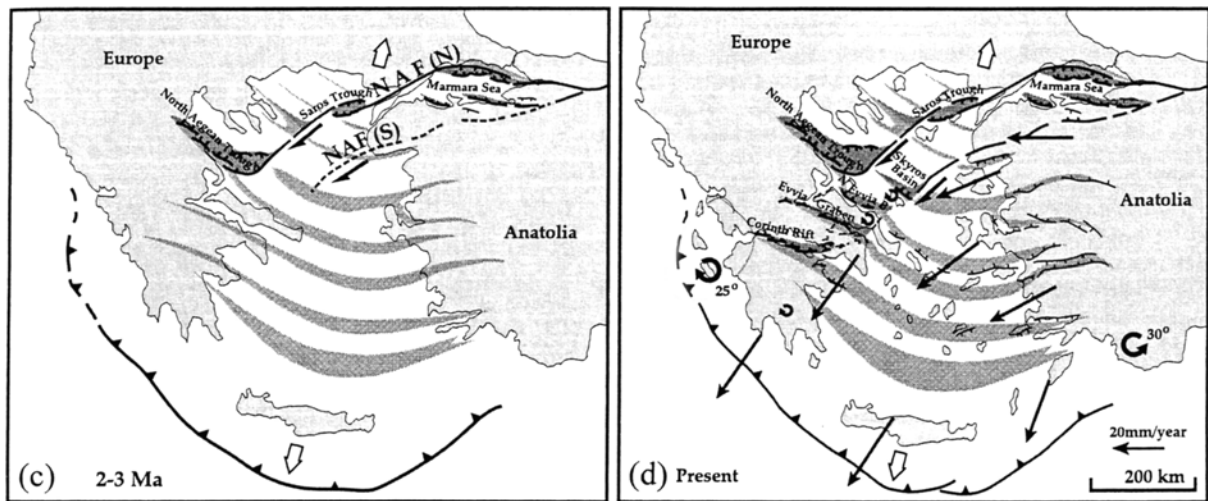 Europe
N A F (N)
Saros Trough
Marmara Sea
North Aegean Trough
NAF (S)
Anatolia
(c) 2-3 Ma
Europe
Saros Trough
Marmara Sea
North
Aegean Trough
Skyros
Basin
N Evvia B.
Evvia Graben
Corinth Rift
Anatolia
25°
30°
20mm/year
(d) Present
200 km